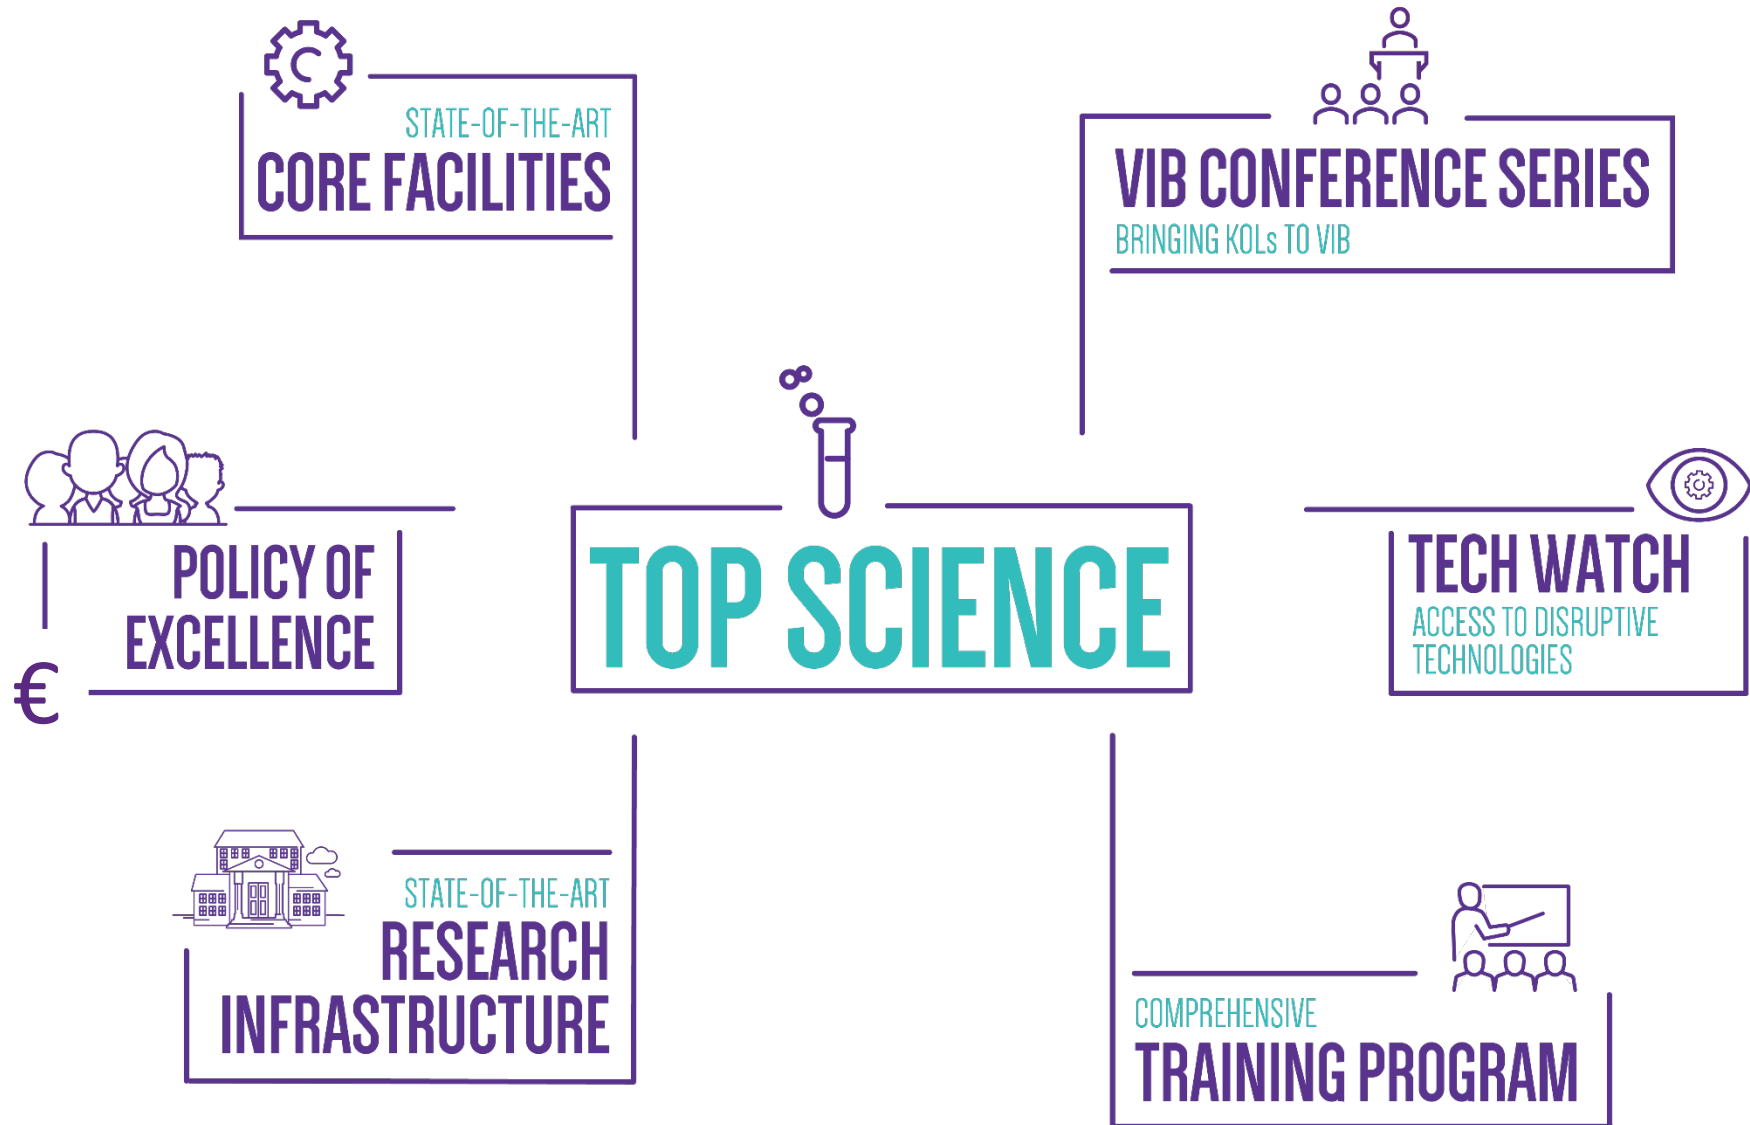 STATE-OF-THE-ART
CORE FACILITIES
VIB CONFERENCE SERIES
BRINGING KOLs TO VIB
POLICY OF
EXCELLENCE
€
TOP SCIENCE
TECH WATCH
ACCESS TO DISRUPTIVE
TECHNOLOGIES
STATE-OF-THE-ART
RESEARCH
INFRASTRUCTURE
COMPREHENSIVE
TRAINING PROGRAM